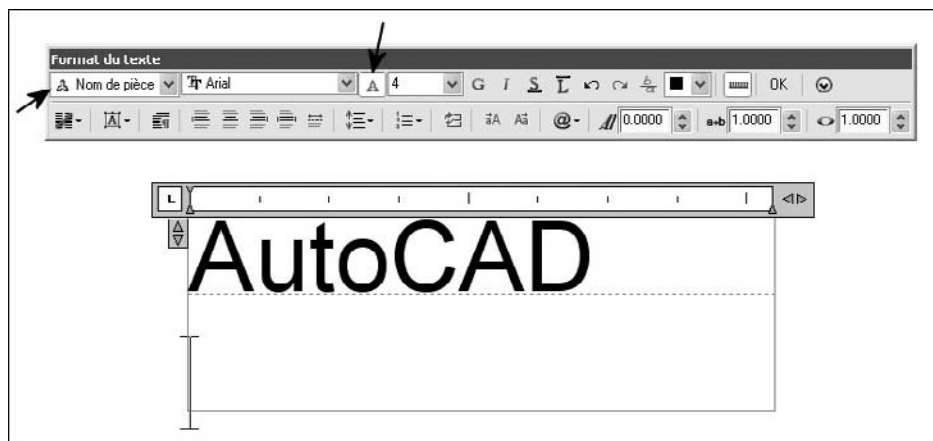 Format du texte
Nom de pièce Arial 4 G I S L OK
@ 0.0000 a+b 1.0000 1.0000
L
AutoCAD